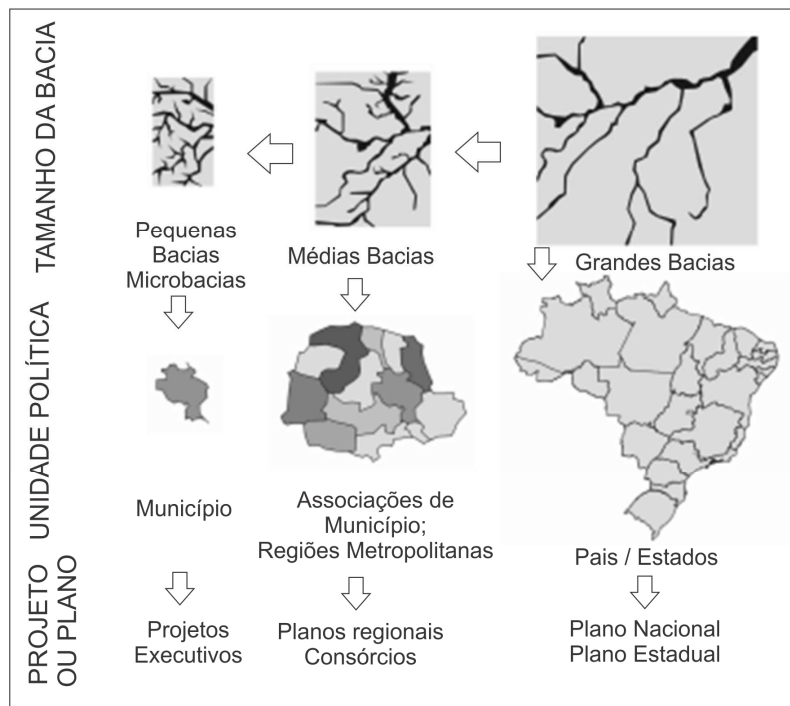 TAMANHO DA BACIA
Pequenas
Bacias
Microbacias
Médias Bacias
Grandes Bacias
UNIDADE POLÍTICA
Município
Associações de
Município;
Regiões Metropolitanas
Pais / Estados
PROJETO
OU PLANO
Projetos
Executivos
Planos regionais
Consórcios
Plano Nacional
Plano Estadual